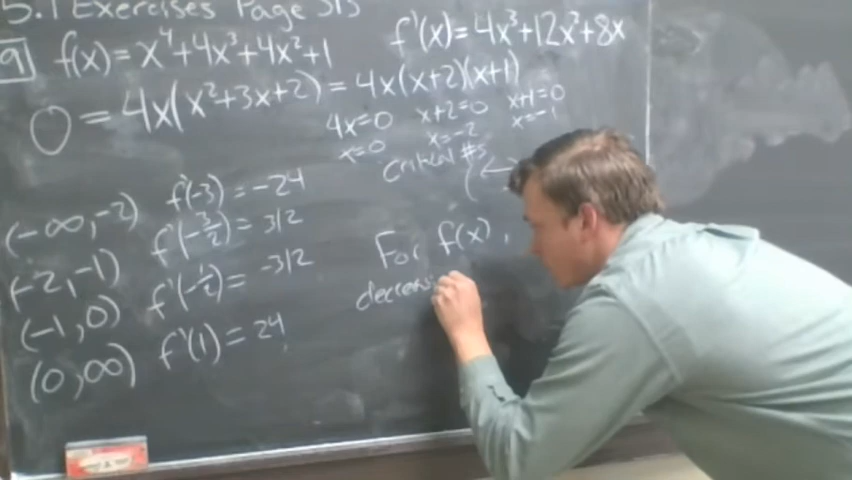 5.1 Exercises Page 313
9 f(x) = x⁴+4x³+4x²+1
f'(x) = 4x³+12x²+8x
0 = 4x(x²+3x+2) = 4x(x+2)(x+1)
4x=0 x+2=0 x+1=0
x=0 x=-2 x=-1
Critical #s
(-∞,-2) f'(-3) = -24
(-2,-1) f'(-3/2) = 3/2
(-1,0) f'(-1/2) = -3/2
(0,∞) f'(1) = 24
For f(x),